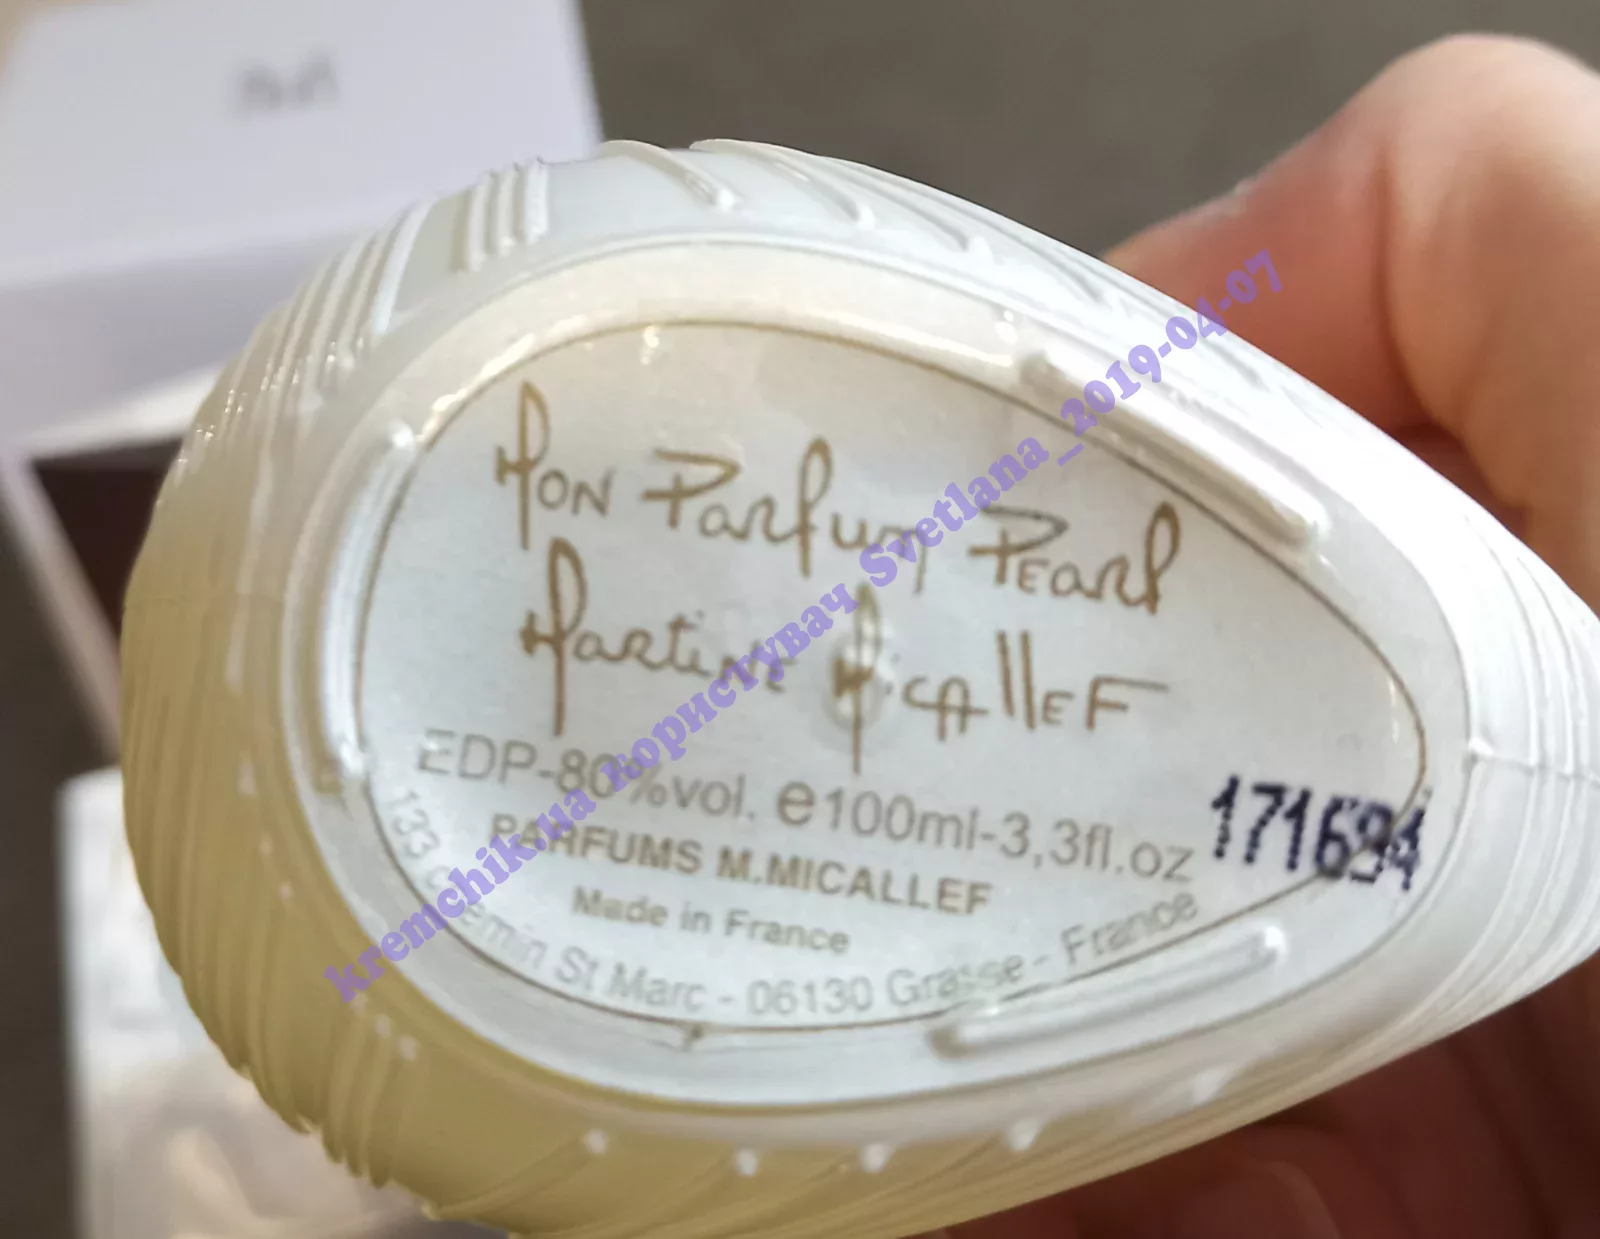 Mon Parfum Pearl
Martine Micallef
EDP-80%vol. e100ml-3,3fl.oz
171694
PARFUMS M.MICALLEF
Made in France
133 chemin St Marc - 06130 Grasse - France
kremchik.ua користувач Svetlana_2019-04-07